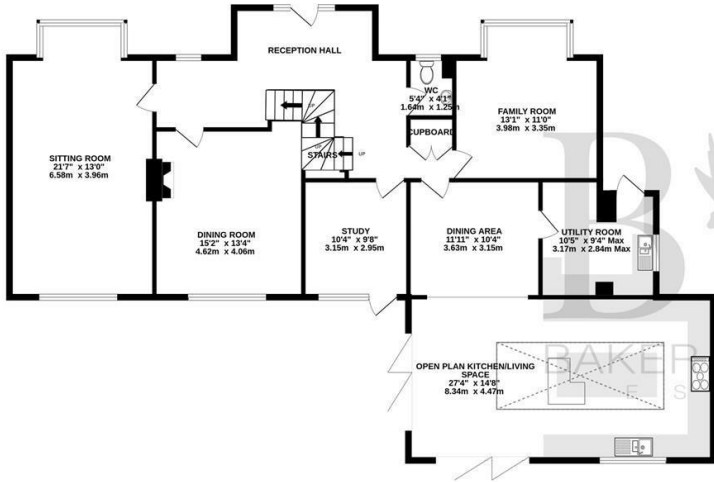 RECEPTION HALL
WC
5'4" x 4'1"
1.64m x 1.25m
FAMILY ROOM
13'1" x 11'0"
3.98m x 3.35m
CUPBOARD
UP
UP
STAIRS
UP
SITTING ROOM
21'7" x 13'0"
6.58m x 3.96m
DINING ROOM
15'2" x 13'4"
4.62m x 4.06m
STUDY
10'4" x 9'8"
3.15m x 2.95m
DINING AREA
11'11" x 10'4"
3.63m x 3.15m
UTILITY ROOM
10'5" x 9'4" Max
3.17m x 2.84m Max
B
OPEN PLAN KITCHEN/LIVING
SPACE
27'4" x 14'8"
8.34m x 4.47m
BAKER
E S